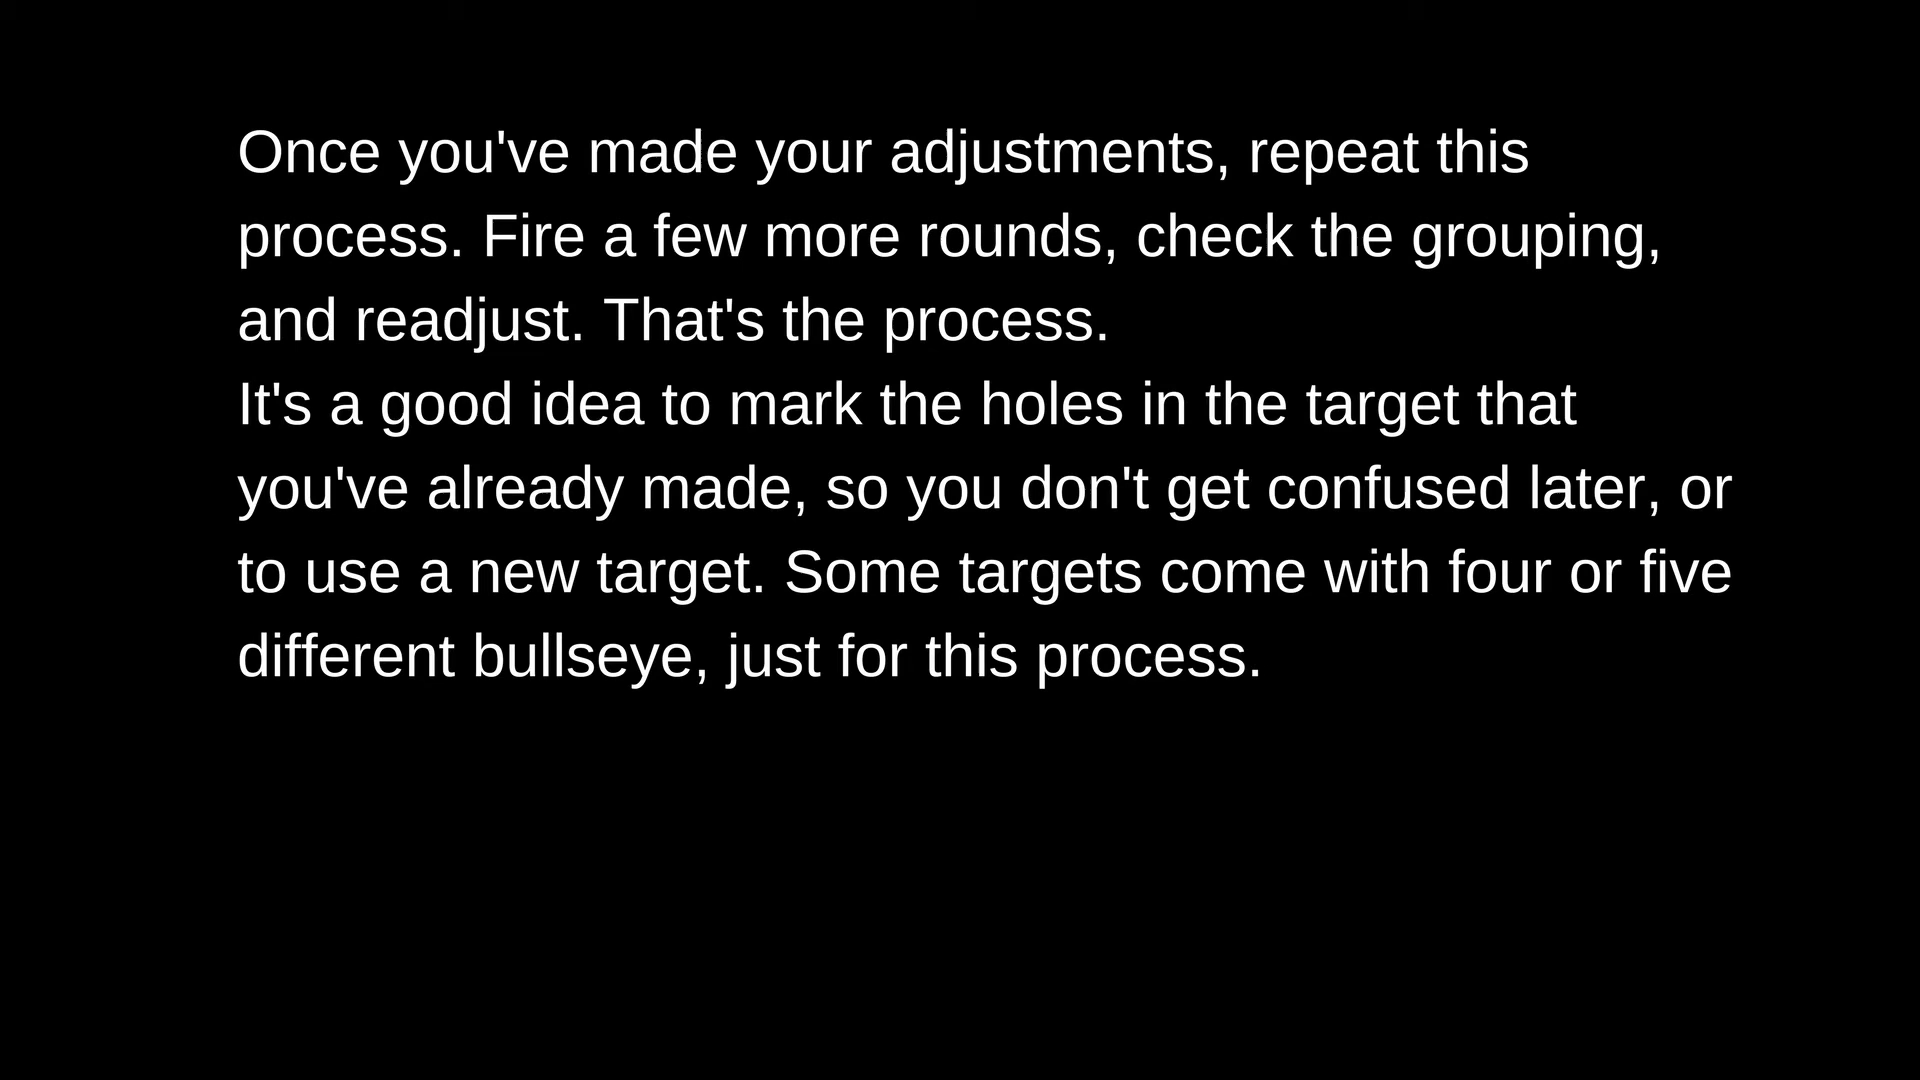 Once you've made your adjustments, repeat this
process. Fire a few more rounds, check the grouping,
and readjust. That's the process.
It's a good idea to mark the holes in the target that
you've already made, so you don't get confused later, or
to use a new target. Some targets come with four or five
different bullseye, just for this process.